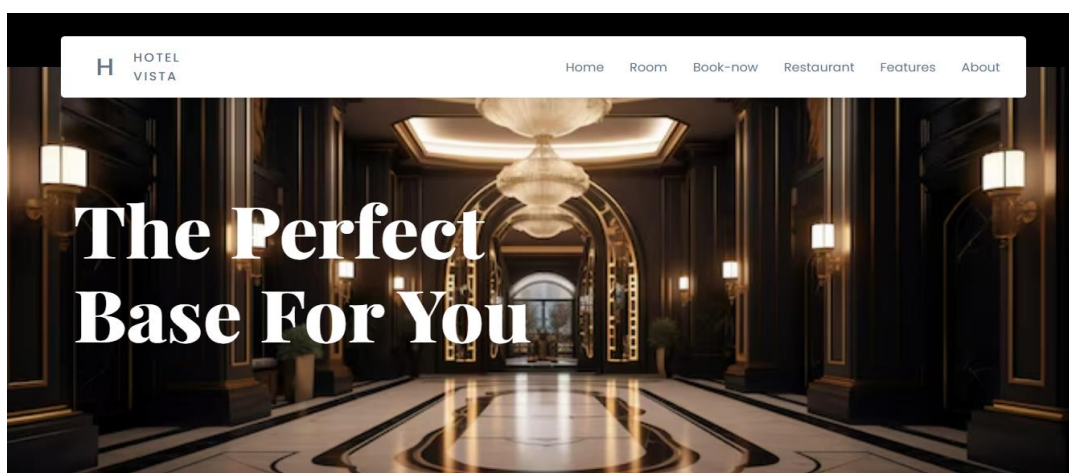 H
HOTEL
VISTA
Home Room Book-now Restaurant Features About
The Perfect
Base For You